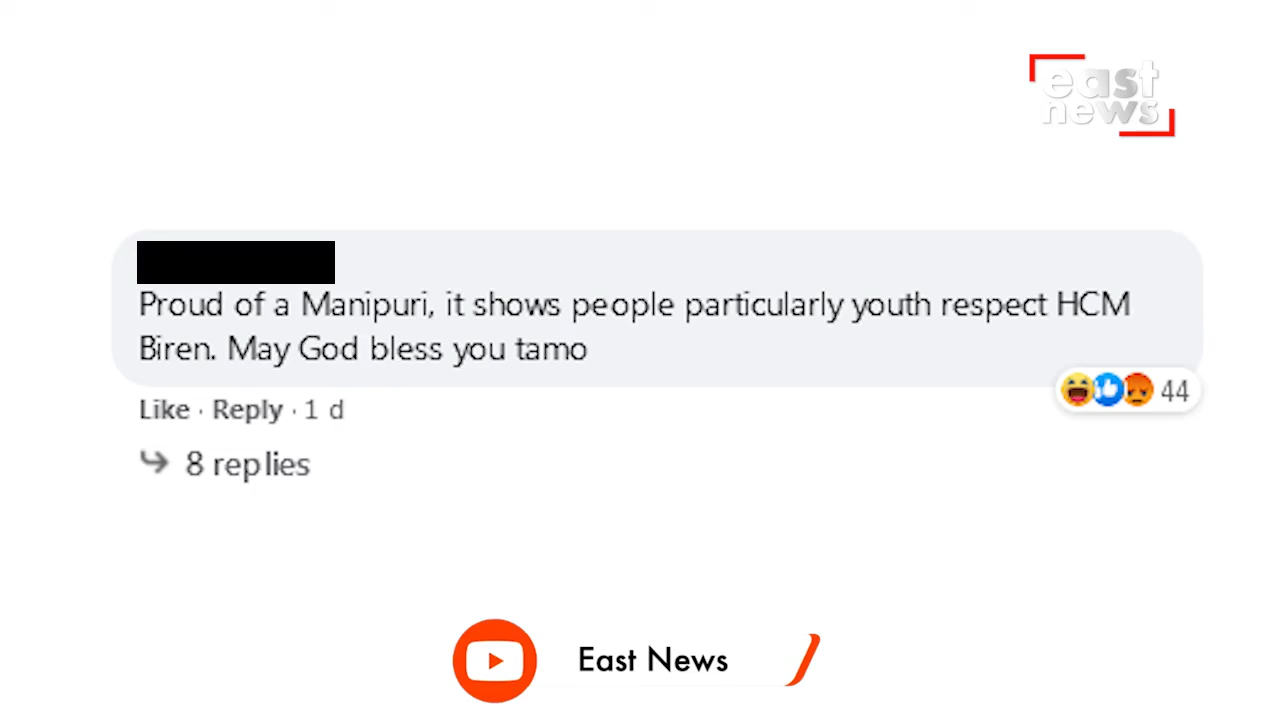 east
news
Proud of a Manipuri, it shows people particularly youth respect HCM
Biren. May God bless you tamo
44
Like · Reply · 1 d
8 replies
East News